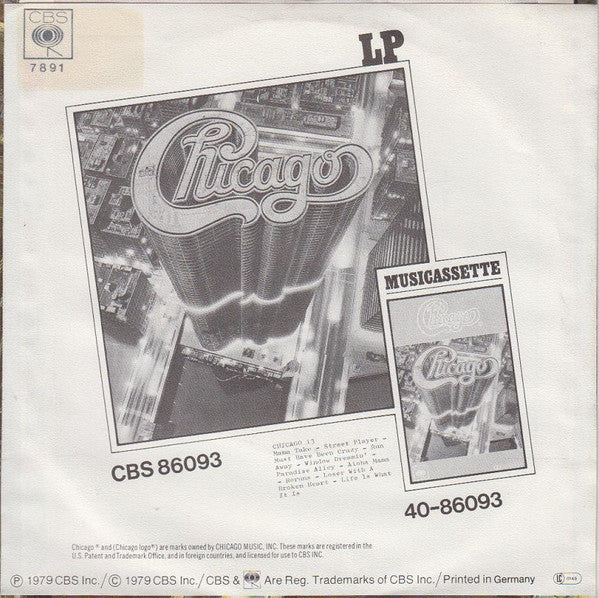 CBS
7891
LP
Chicago
MUSICASSETTE
Chicago
Chicago
CHICAGO 13
Mama Take - Street Player -
Must Have Been Crazy - Run
Away - Window Dreamin' -
Paradise Alley - Aloha Mama
- Reruns - Loser With A
Broken Heart - Life Is What
It Is
CBS 86093
40-86093
Chicago ® and (Chicago logo®) are marks owned by CHICAGO MUSIC, INC. These marks are registered in the
U.S. Patent and Trademark Office, and in foreign countries, and licensed for use to CBS INC.
℗ 1979 CBS Inc./© 1979 CBS Inc./CBS & Are Reg. Trademarks of CBS Inc./Printed in Germany
LC 0149